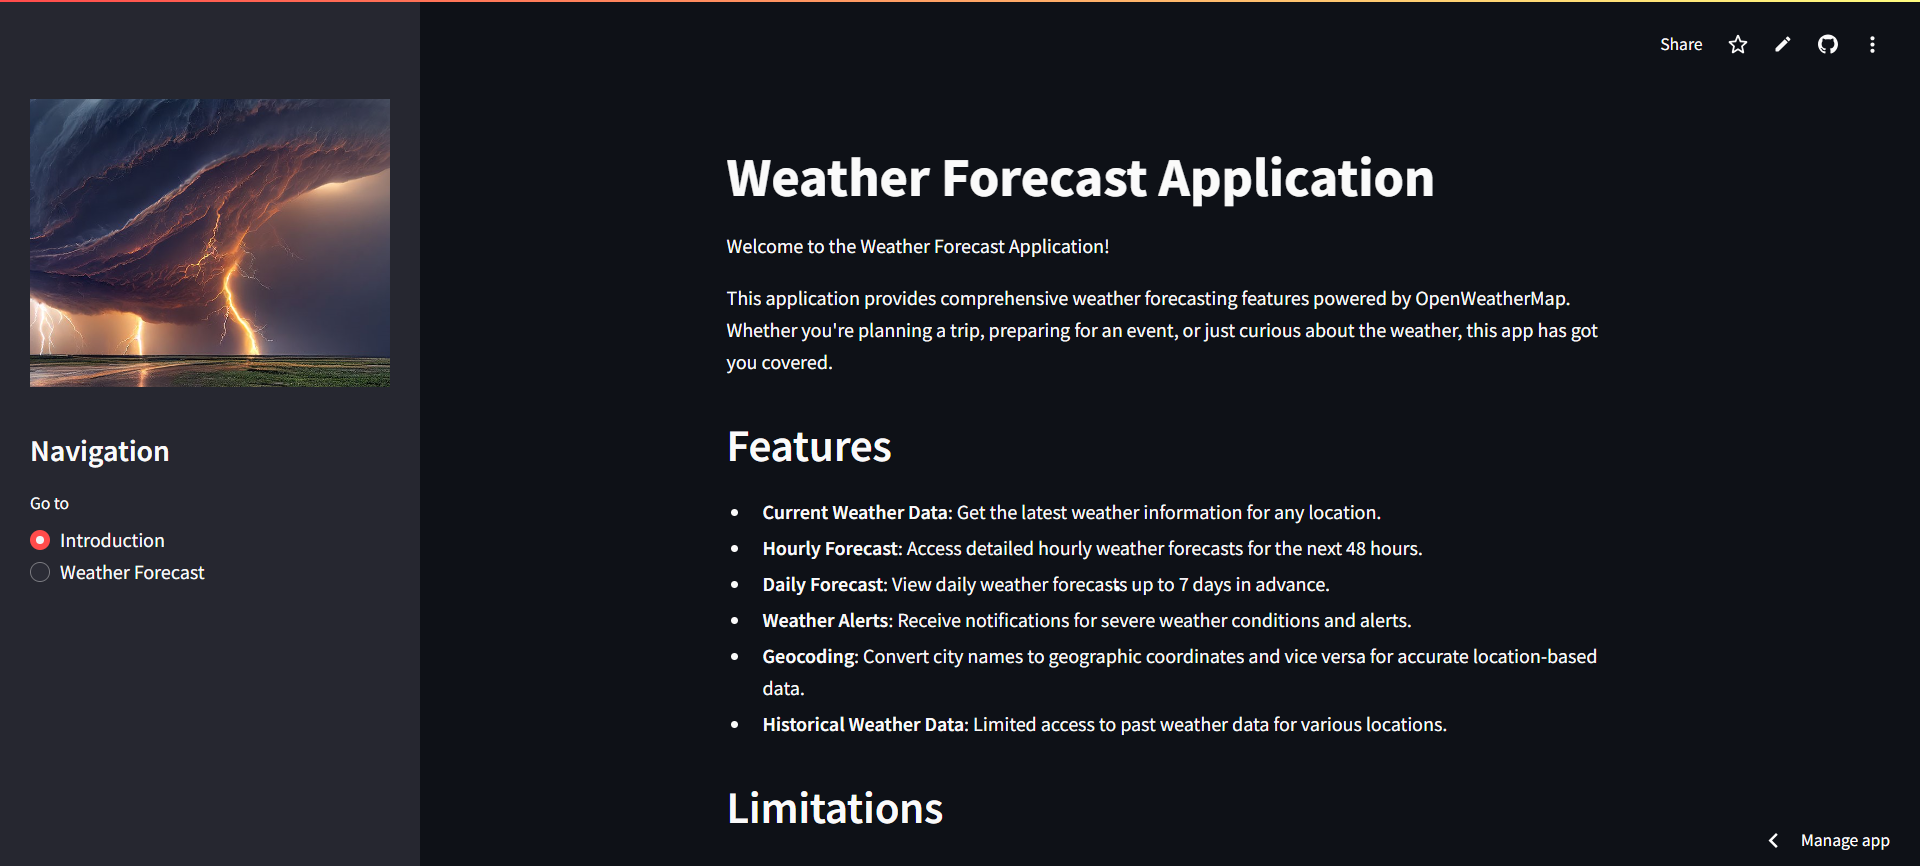 Share
Weather Forecast Application
Welcome to the Weather Forecast Application!
This application provides comprehensive weather forecasting features powered by OpenWeatherMap.
Whether you're planning a trip, preparing for an event, or just curious about the weather, this app has got
you covered.
Navigation
Go to
Introduction
Weather Forecast
Features
• Current Weather Data: Get the latest weather information for any location.
• Hourly Forecast: Access detailed hourly weather forecasts for the next 48 hours.
• Daily Forecast: View daily weather forecasts up to 7 days in advance.
• Weather Alerts: Receive notifications for severe weather conditions and alerts.
• Geocoding: Convert city names to geographic coordinates and vice versa for accurate location-based
data.
• Historical Weather Data: Limited access to past weather data for various locations.
Limitations
Manage app